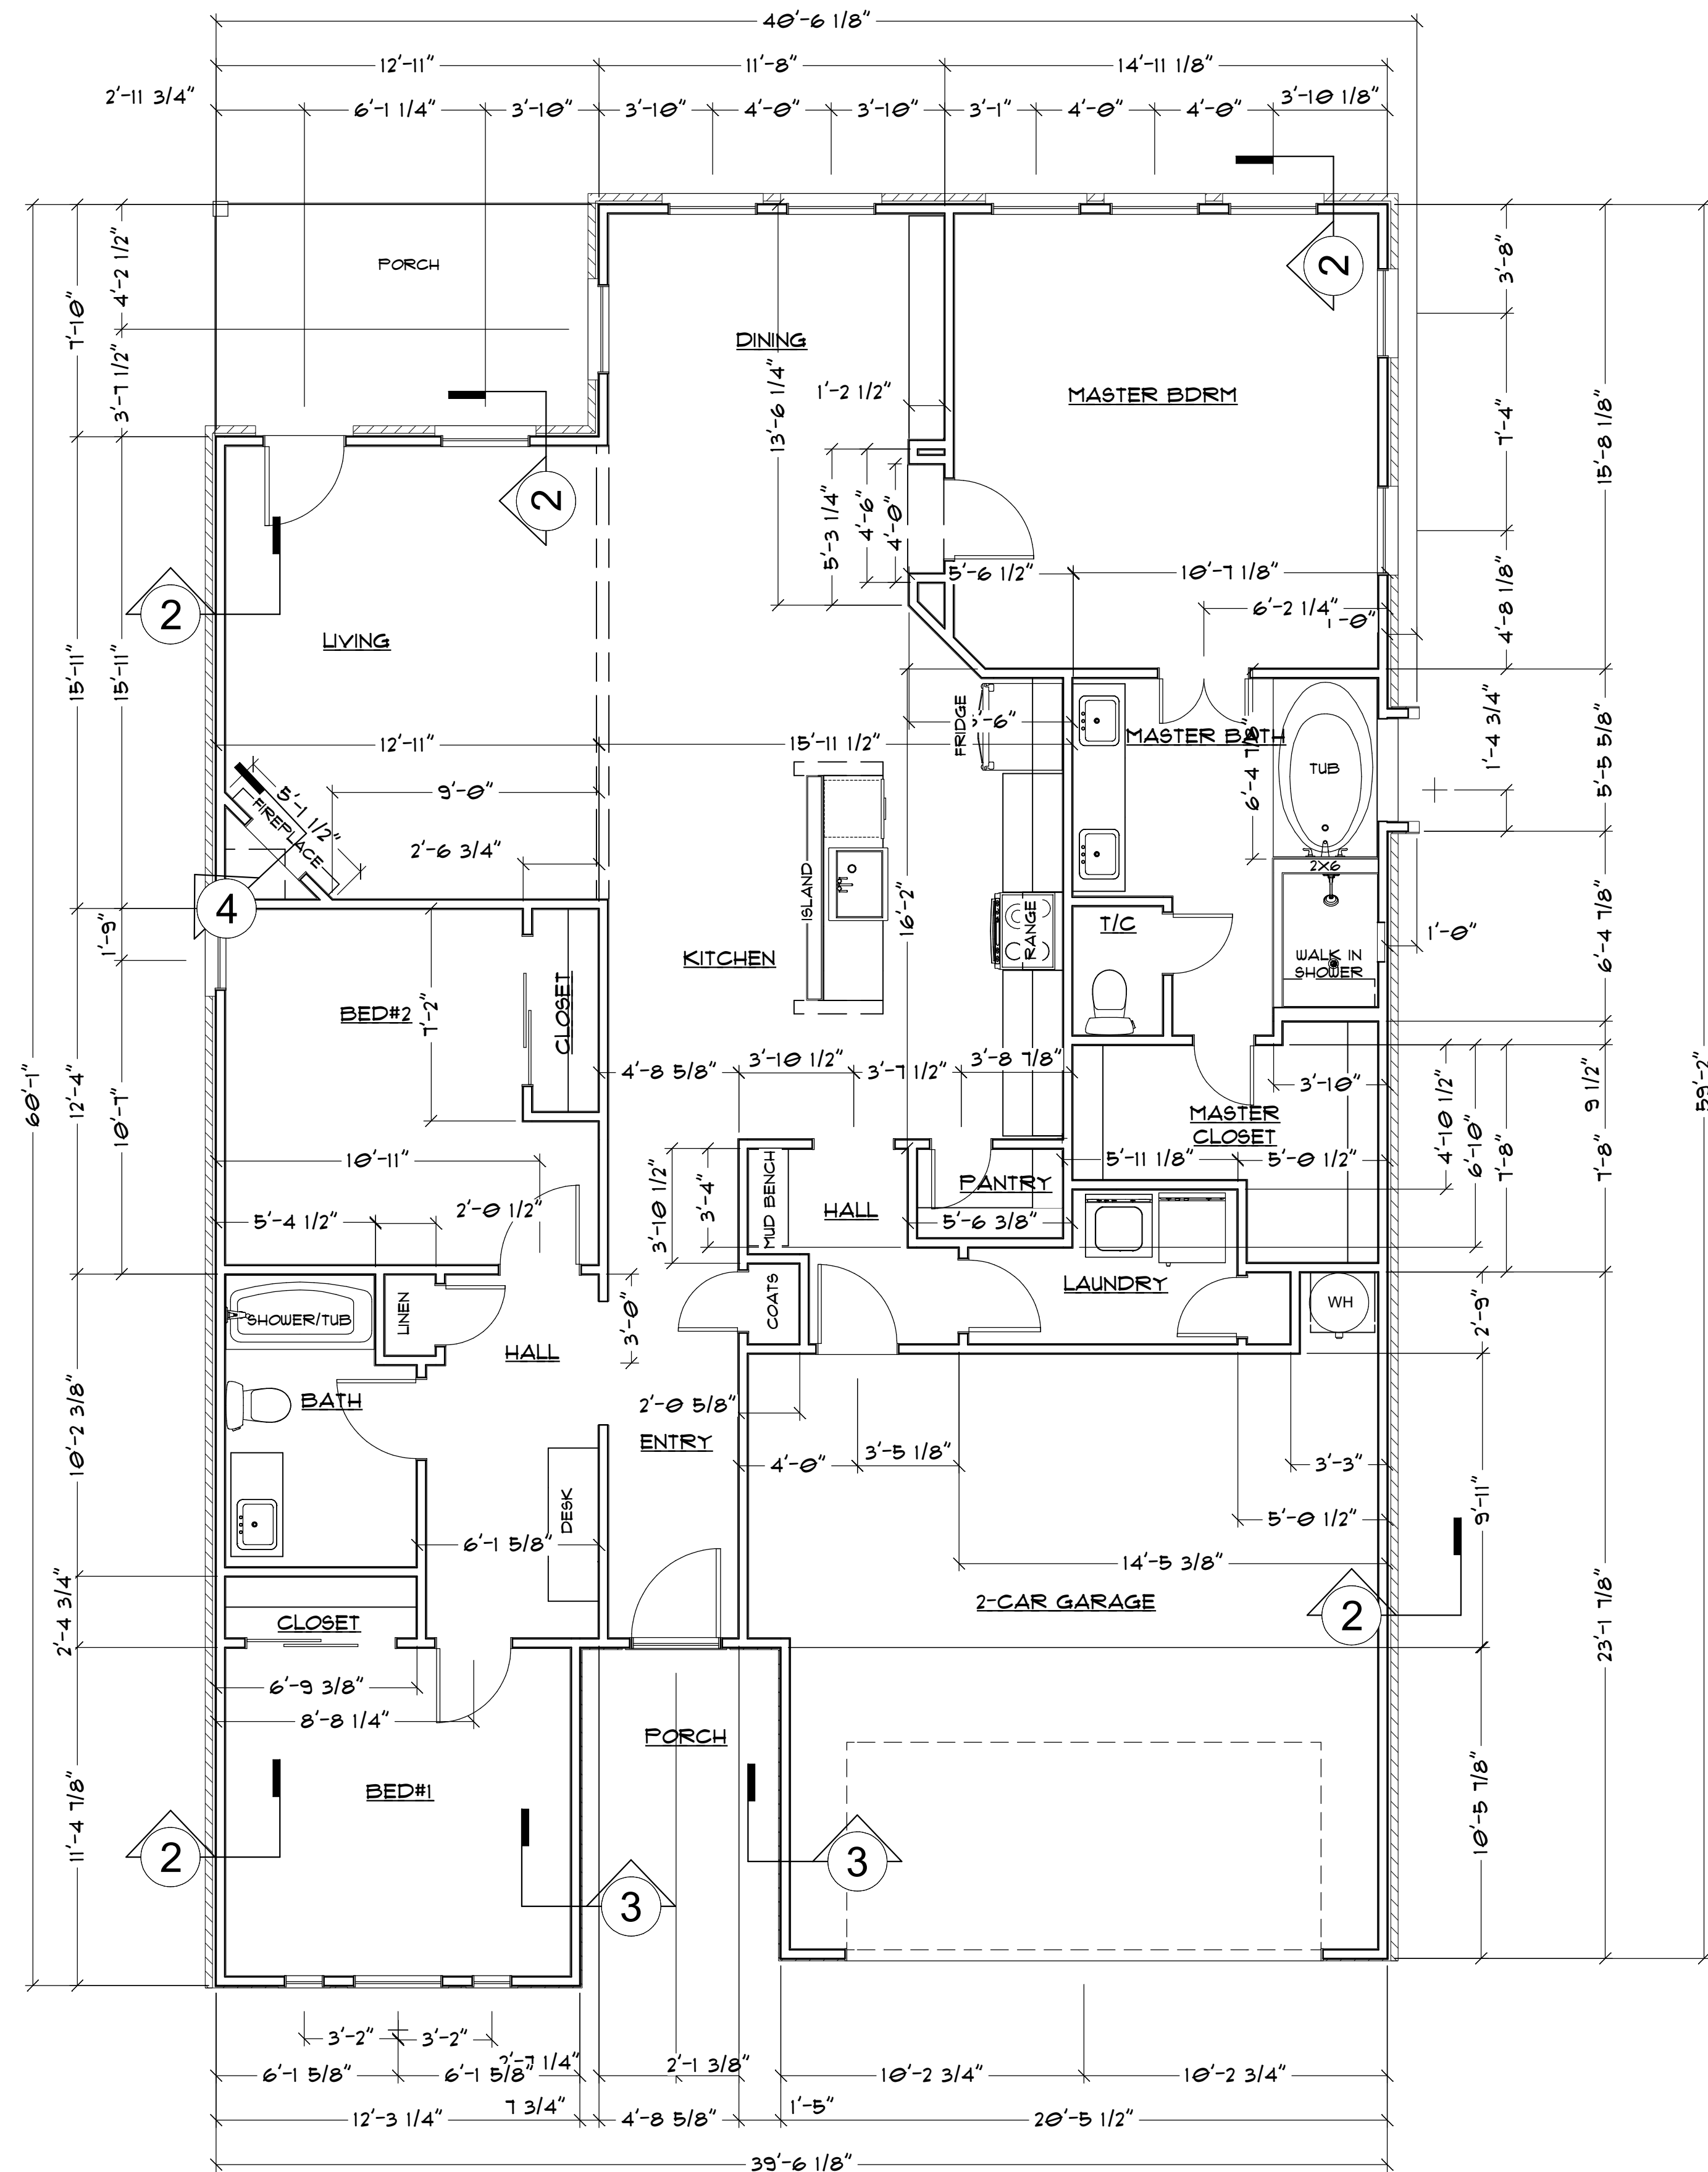 40'-6 1/8"
12'-11" 11'-8" 14'-11 1/8"
2'-11 3/4" 6'-1 1/4" 3'-10" 3'-10" 4'-0" 3'-10" 3'-1" 4'-0" 4'-0" 3'-10 1/8"
7'-10"
4'-2 1/2"
3'-7 1/2"
PORCH
2
3'-8"
DINING
13'-6 1/4"
1'-2 1/2"
MASTER BDRM
7'-4"
15'-8 1/8"
2
5'-3 1/4"
4'-6"
4'-0"
5'-6 1/2" 10'-7 1/8"
6'-2 1/4"
4'-8 1/8"
2
LIVING
15'-11"
15'-11"
12'-11" 15'-11 1/2"
FRIDGE
MASTER BATH
6'-4 7/8"
TUB
1'-4 3/4"
5'-5 5/8"
9'-0"
5'-1 1/2"
FIREPLACE
2'-6 3/4"
ISLAND
16'-2"
2X6
4
1'-9"
RANGE
T/C
WALK IN
SHOWER
1'-0"
6'-4 7/8"
KITCHEN
BED#2
7'-2"
CLOSET
60'-1"
12'-4"
10'-7"
4'-8 5/8" 3'-10 1/2" 3'-7 1/2" 3'-8 7/8"
3'-10"
MASTER
CLOSET
4'-10 1/2"
6'-10"
7'-8"
9 1/2"
7'-8"
59'-2"
10'-11"
5'-11 1/8" 5'-0 1/2"
PANTRY
MUD BENCH
HALL
3'-10 1/2"
3'-4"
5'-6 3/8"
5'-4 1/2" 2'-0 1/2"
LAUNDRY
WH
2'-9"
SHOWER/TUB
LINEN
COATS
3'-0"
HALL
BATH
2'-0 5/8"
ENTRY
4'-0" 3'-5 1/8" 3'-3"
10'-2 3/8"
9'-11"
DESK
5'-0 1/2"
6'-1 5/8"
14'-5 3/8"
2-CAR GARAGE
2
23'-1 7/8"
2'-4 3/4"
CLOSET
6'-9 3/8"
8'-8 1/4"
PORCH
BED#1
11'-4 7/8"
10'-5 7/8"
2
3
3
3'-2" 3'-2"
6'-1 5/8" 6'-1 5/8" 2'-1 3/8" 10'-2 3/4" 10'-2 3/4"
12'-3 1/4" 7 3/4" 4'-8 5/8" 1'-5" 20'-5 1/2"
39'-6 1/8"